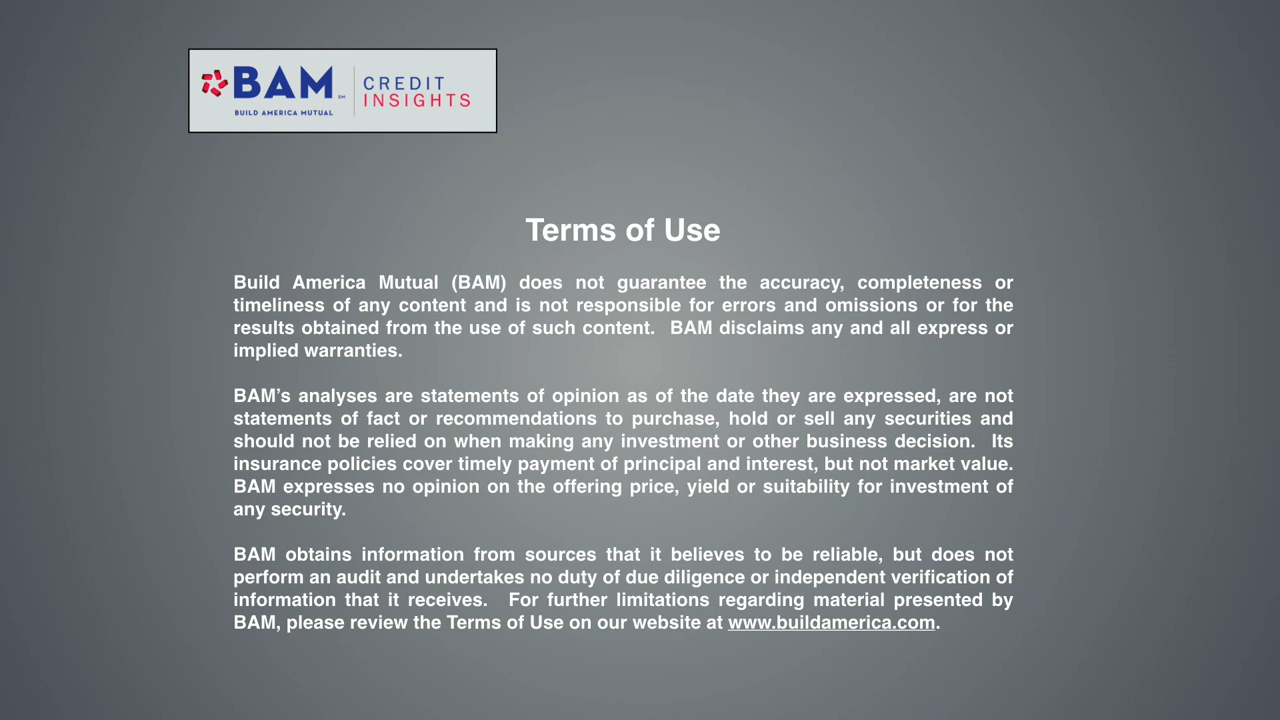 BAM SM
BUILD AMERICA MUTUAL
CREDIT
INSIGHTS
Terms of Use
Build America Mutual (BAM) does not guarantee the accuracy, completeness or
timeliness of any content and is not responsible for errors and omissions or for the
results obtained from the use of such content.  BAM disclaims any and all express or
implied warranties.
BAM’s analyses are statements of opinion as of the date they are expressed, are not
statements of fact or recommendations to purchase, hold or sell any securities and
should not be relied on when making any investment or other business decision.  Its
insurance policies cover timely payment of principal and interest, but not market value.
BAM expresses no opinion on the offering price, yield or suitability for investment of
any security.
BAM obtains information from sources that it believes to be reliable, but does not
perform an audit and undertakes no duty of due diligence or independent verification of
information that it receives.  For further limitations regarding material presented by
BAM, please review the Terms of Use on our website at www.buildamerica.com.